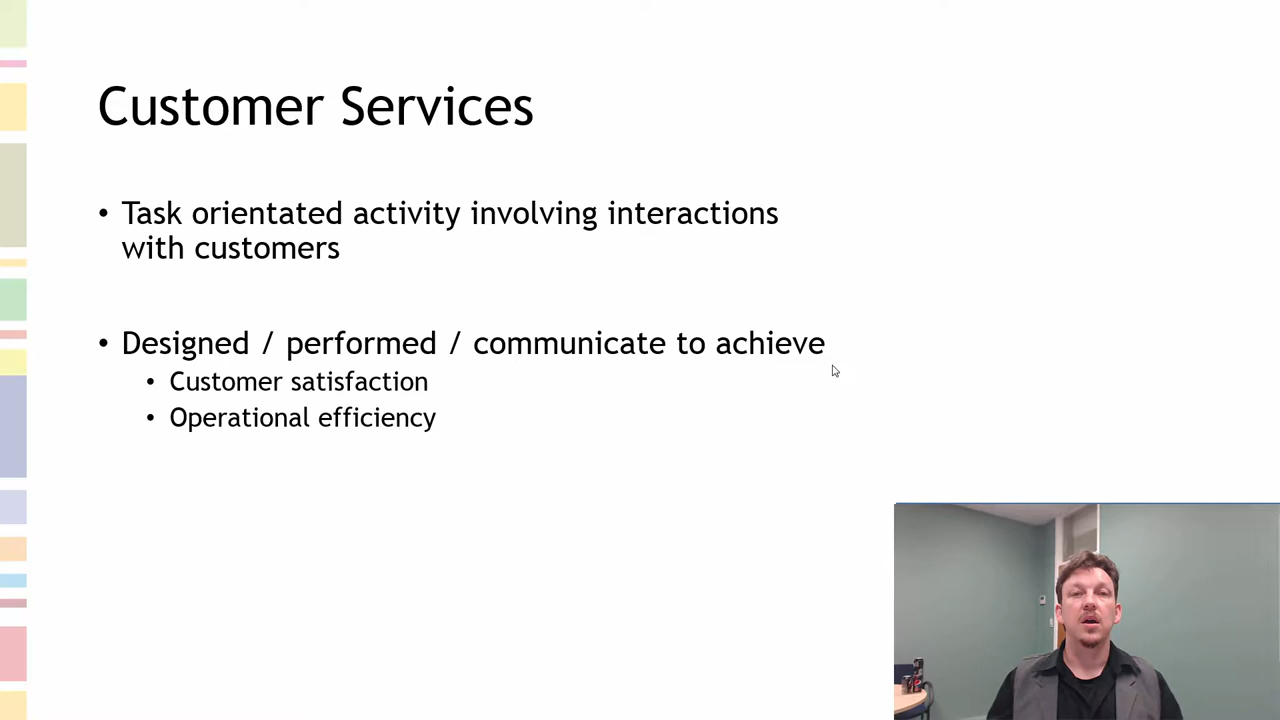 Customer Services
• Task orientated activity involving interactions
with customers
• Designed / performed / communicate to achieve
• Customer satisfaction
• Operational efficiency